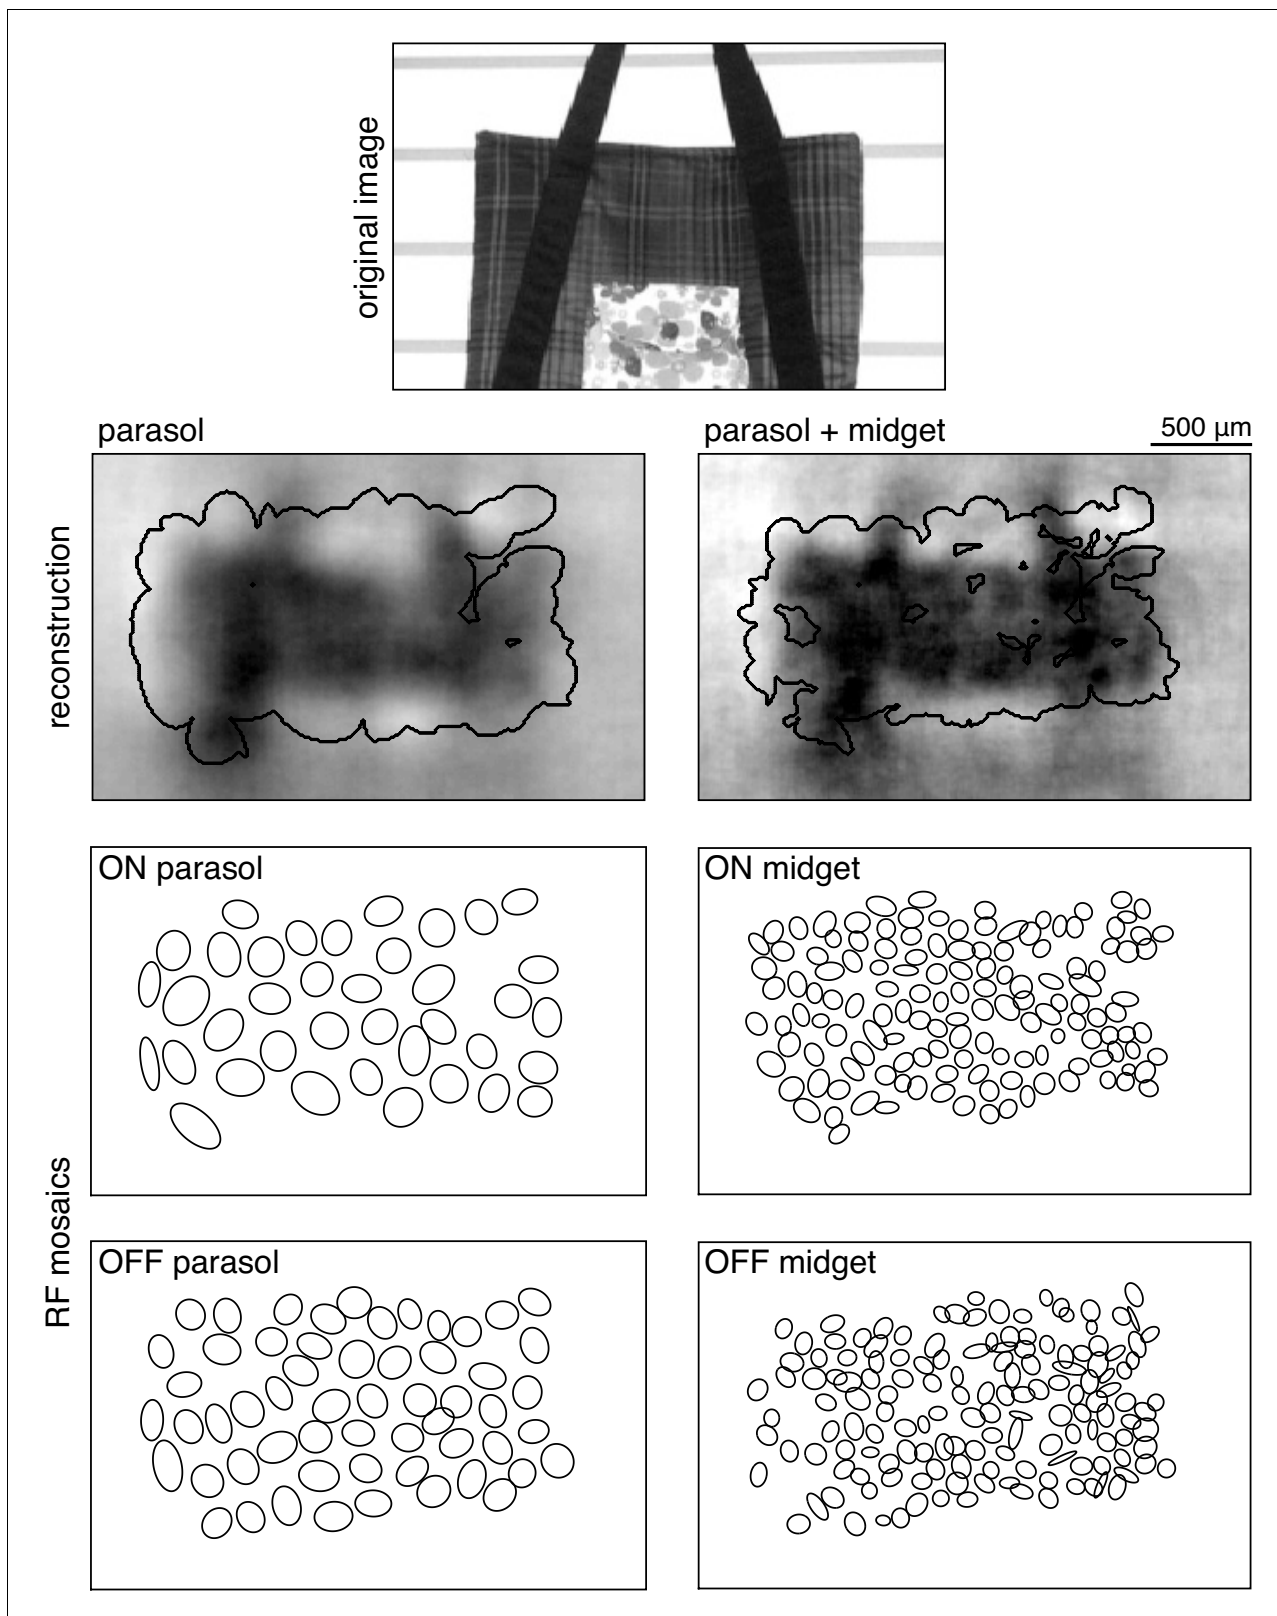 original image
parasol
parasol + midget
500 µm
reconstruction
ON parasol
ON midget
RF mosaics
OFF parasol
OFF midget